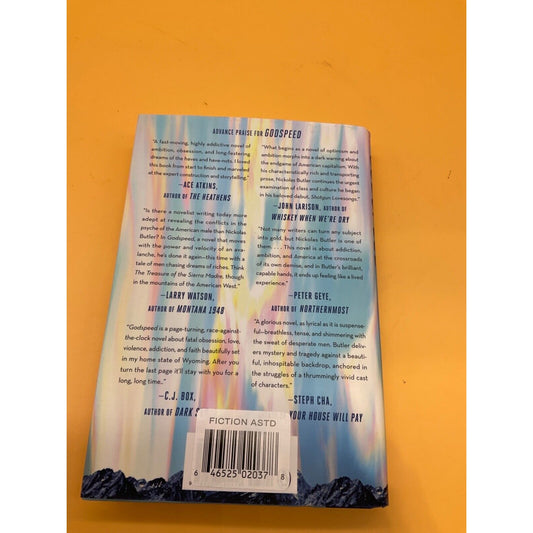 ADVANCE PRAISE FOR GODSPEED
"A fast-moving, highly addictive novel of
ambition, obsession, and long-festering
dreams of the haves and have-nots. I loved
this book from start to finish and marveled
at the expert construction and storytelling."
—ACE ATKINS,
AUTHOR OF THE HEATHENS
"Is there a novelist writing today more
adept at revealing the conflicts in the
psyche of the American male than Nickolas
Butler? In Godspeed, a novel that moves
with the power and velocity of an ava-
lanche, he's done it again—this time with a
tale of men chasing dreams of riches. Think
The Treasure of the Sierra Madre, though
in the mountains of the American West."
—LARRY WATSON,
AUTHOR OF MONTANA 1948
"Godspeed is a page-turning, race-against-
the-clock novel about fatal obsession, love,
violence, addiction, and faith beautifully set
in my home state of Wyoming. After you
turn the last page it'll stay with you for a
long, long time."
—C.J. BOX,
AUTHOR OF DARK S
"What begins as a novel of optimism and
ambition morphs into a dark warning about
the endgame of American capitalism. With
his characteristically rich and transporting
prose, Nickolas Butler continues the urgent
examination of class and culture he began
in his beloved debut, Shotgun Lovesongs."
—JOHN LARISON, AUTHOR OF
WHISKEY WHEN WE'RE DRY
"Not many writers can turn any subject
into gold, but Nickolas Butler is one of
them. . . . This novel is about addiction,
ambition, and America at the crossroads
of its own demise, and in Butler's brilliant,
capable hands, it ends up feeling like a lived
experience."
—PETER GEYE,
AUTHOR OF NORTHERNMOST
"A glorious novel, as lyrical as it is suspense-
ful—breathless, tense, and shimmering with
the sweat of desperate men. Butler deliv-
ers mystery and tragedy against a beauti-
ful, inhospitable backdrop, anchored in
the struggles of a thrummingly vivid cast
of characters."
—STEPH CHA,
YOUR HOUSE WILL PAY
FICTION ASTD
6 46525 02037 8